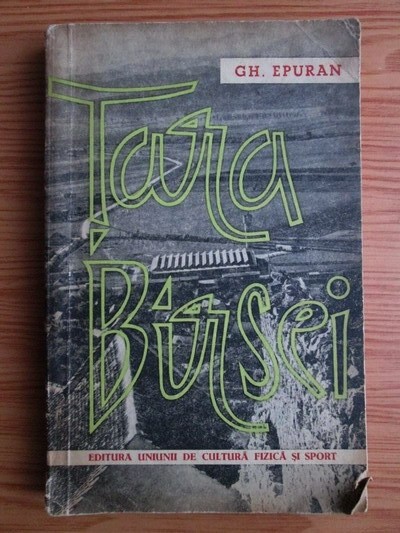 GH. EPURAN
Țara
Bîrsei
EDITURA UNIUNII DE CULTURĂ FIZICĂ ȘI SPORT